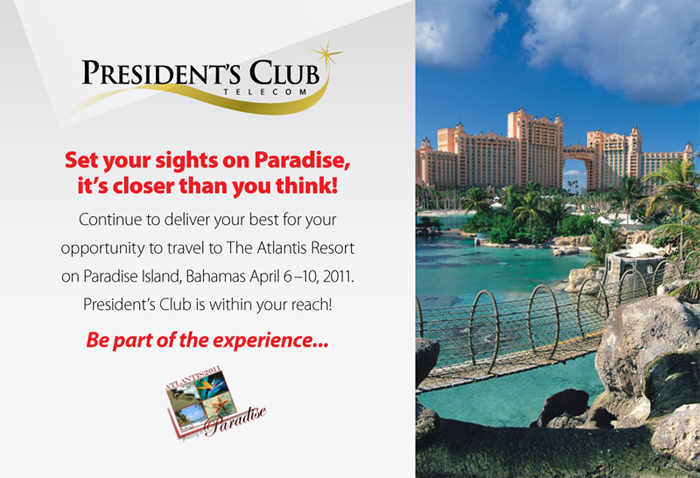 PRESIDENT'S CLUB
TELECOM
Set your sights on Paradise,
it's closer than you think!
Continue to deliver your best for your
opportunity to travel to The Atlantis Resort
on Paradise Island, Bahamas April 6–10, 2011.
President's Club is within your reach!
Be part of the experience...
ATLANTIS 2011
Paradise